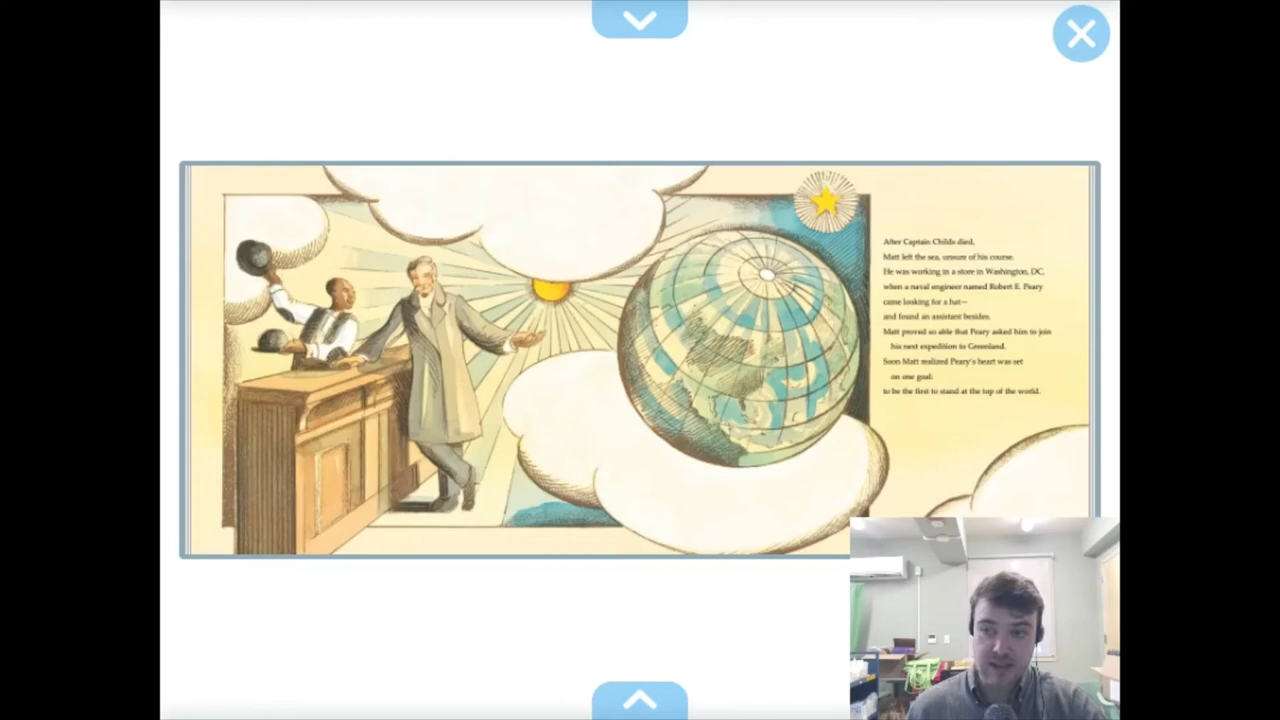 After Captain Childs died,
Matt left the sea, unsure of his course.
He was working in a store in Washington, DC,
when a naval engineer named Robert E. Peary
came looking for a hat—
and found an assistant besides.
Matt proved so able that Peary asked him to join
his next expedition to Greenland.
Soon Matt realized Peary's heart was set
on one goal:
to be the first to stand at the top of the world.